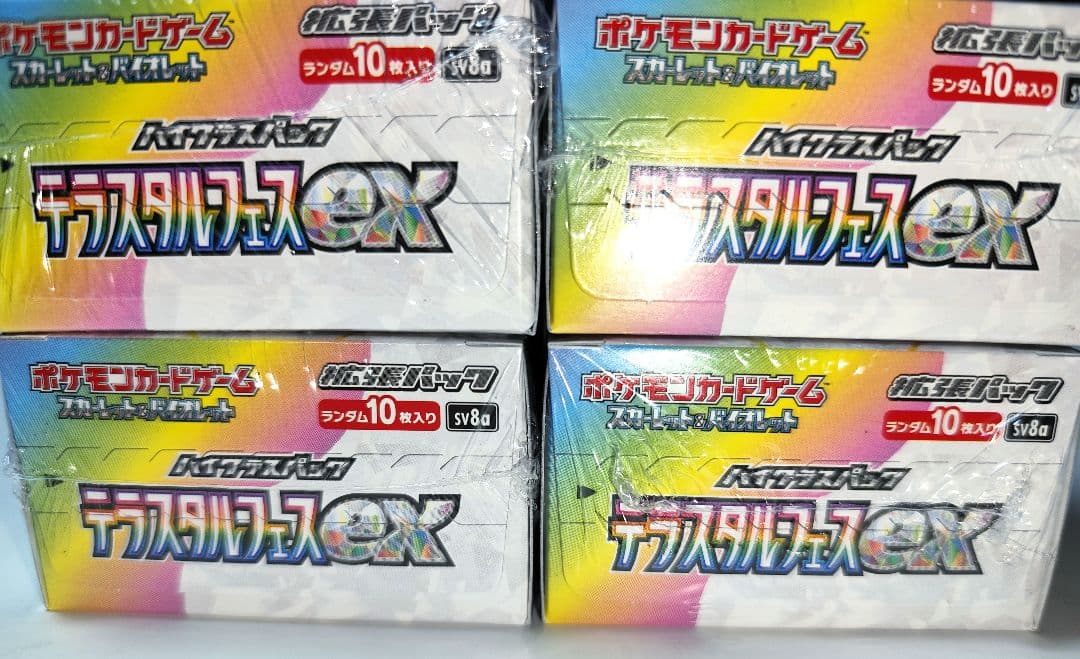 ポケモンカードゲーム
スカーレット&バイオレット
拡張パック
ランダム10枚入り sv8a
ハイクラスパック
テラスタルフェスex
ポケモンカードゲーム
スカーレット&バイオレット
拡張パック
ランダム10枚入り
ハイクラスパック
テラスタルフェスex
ポケモンカードゲーム
スカーレット&バイオレット
拡張パック
ランダム10枚入り sv8a
ハイクラスパック
テラスタルフェスex
ポケモンカードゲーム
スカーレット&バイオレット
拡張パック
ランダム10枚入り sv8a
ハイクラスパック
テラスタルフェスex